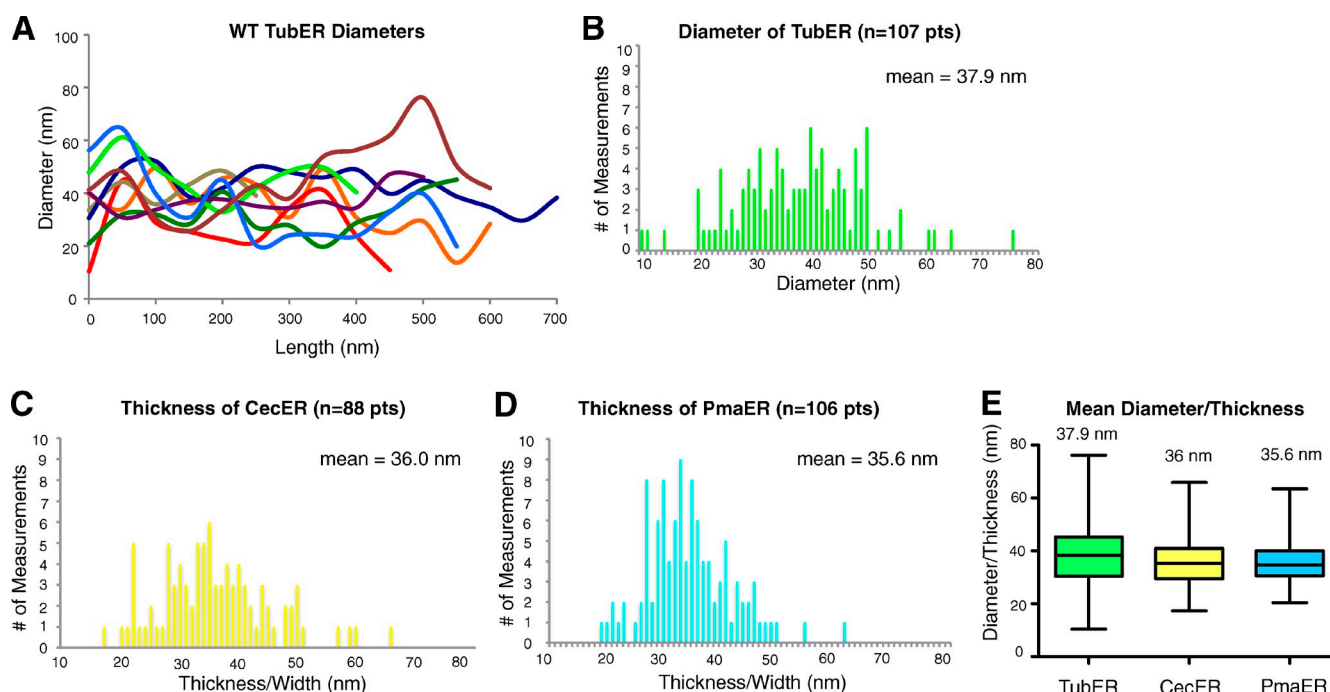 A
WT TubER Diameters
Diameter (nm)
100
80
60
40
20
0
0 100 200 300 400 500 600 700
Length (nm)
B
Diameter of TubER (n=107 pts)
mean = 37.9 nm
# of Measurements
10
9
8
7
6
5
4
3
2
1
0
10 20 30 40 50 60 70 80
Diameter (nm)
C
Thickness of CecER (n=88 pts)
mean = 36.0 nm
# of Measurements
10
9
8
7
6
5
4
3
2
1
0
10 20 30 40 50 60 70 80
Thickness/Width (nm)
D
Thickness of PmaER (n=106 pts)
mean = 35.6 nm
# of Measurements
10
9
8
7
6
5
4
3
2
1
0
10 20 30 40 50 60 70 80
Thickness/Width (nm)
E
Mean Diameter/Thickness
37.9 nm
36 nm
35.6 nm
Diameter/Thickness (nm)
80
60
40
20
0
TubER CecER PmaER